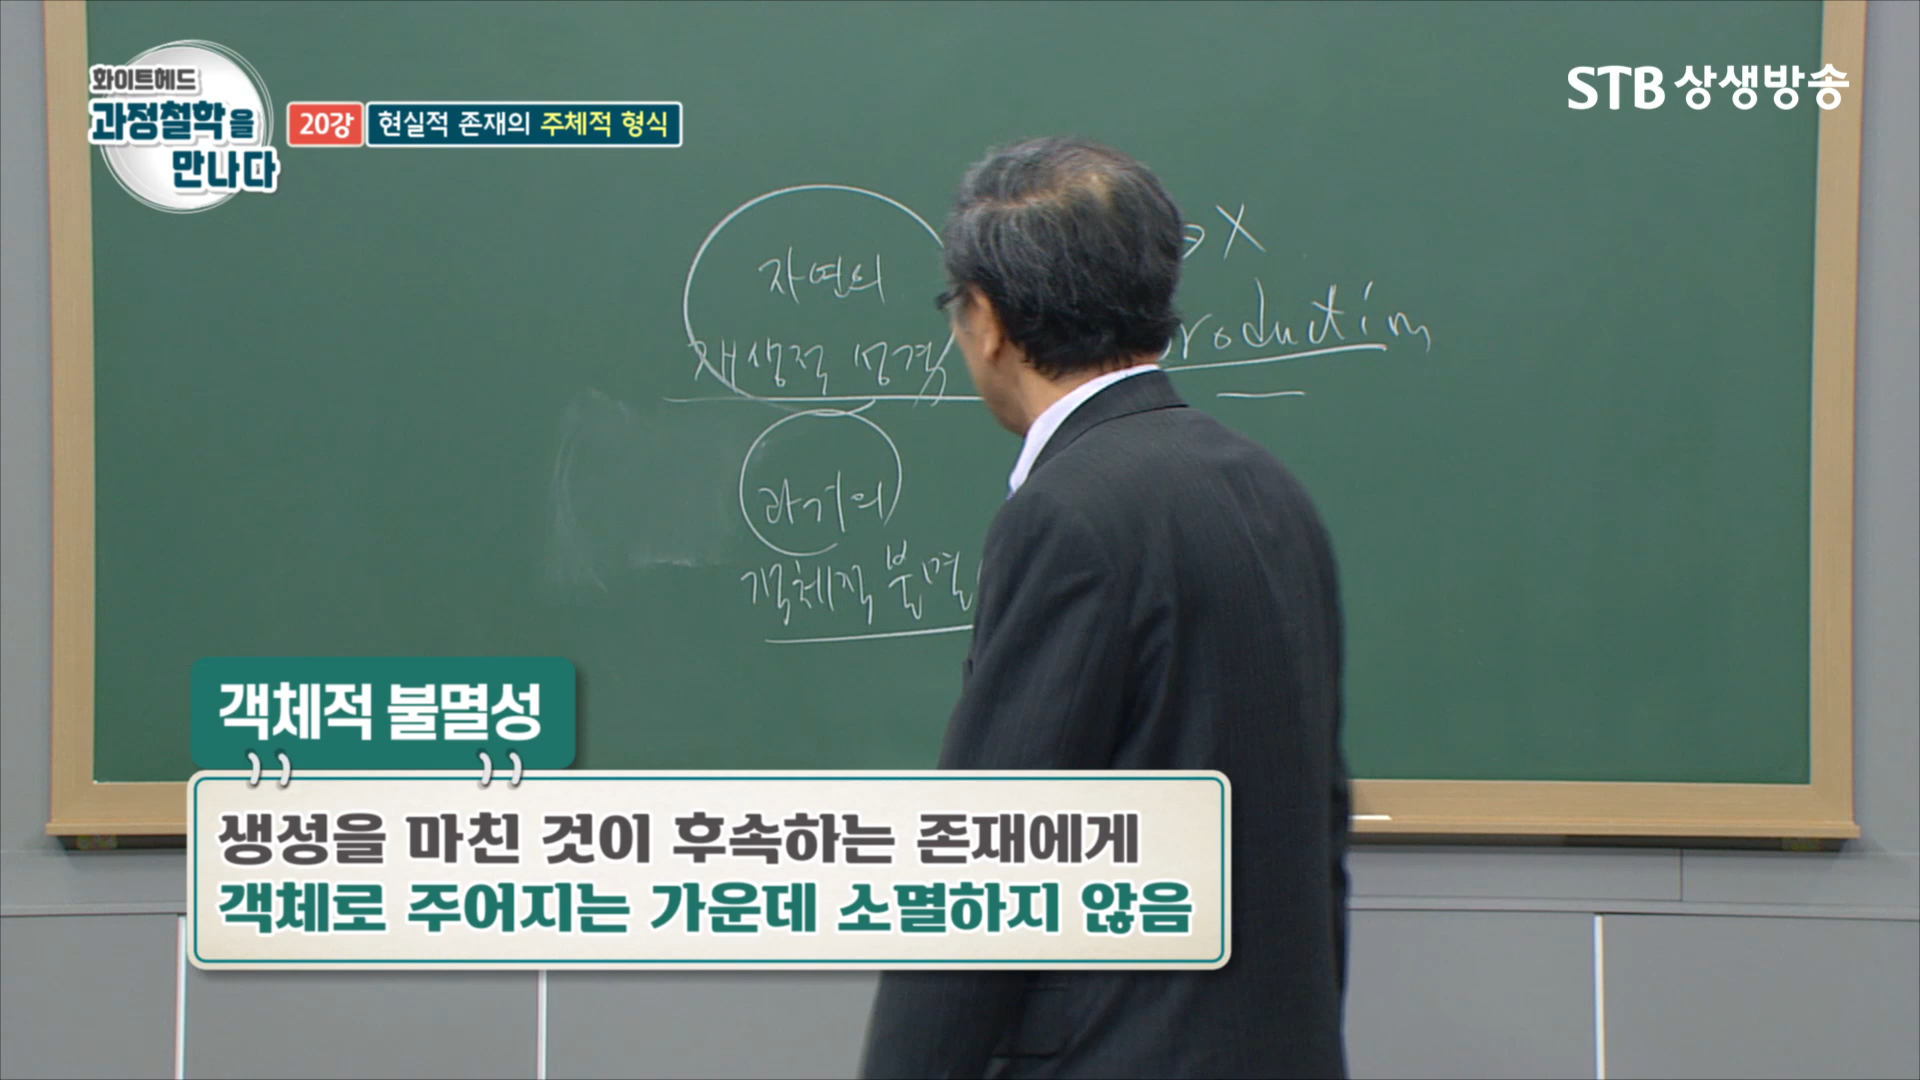 화이트헤드
과정철학을
만나다
20강 현실적 존재의 주체적 형식
STB 상생방송
자연의
재생적 성격
X
production
과거의
객체적 불멸
객체적 불멸성
생성을 마친 것이 후속하는 존재에게
객체로 주어지는 가운데 소멸하지 않음